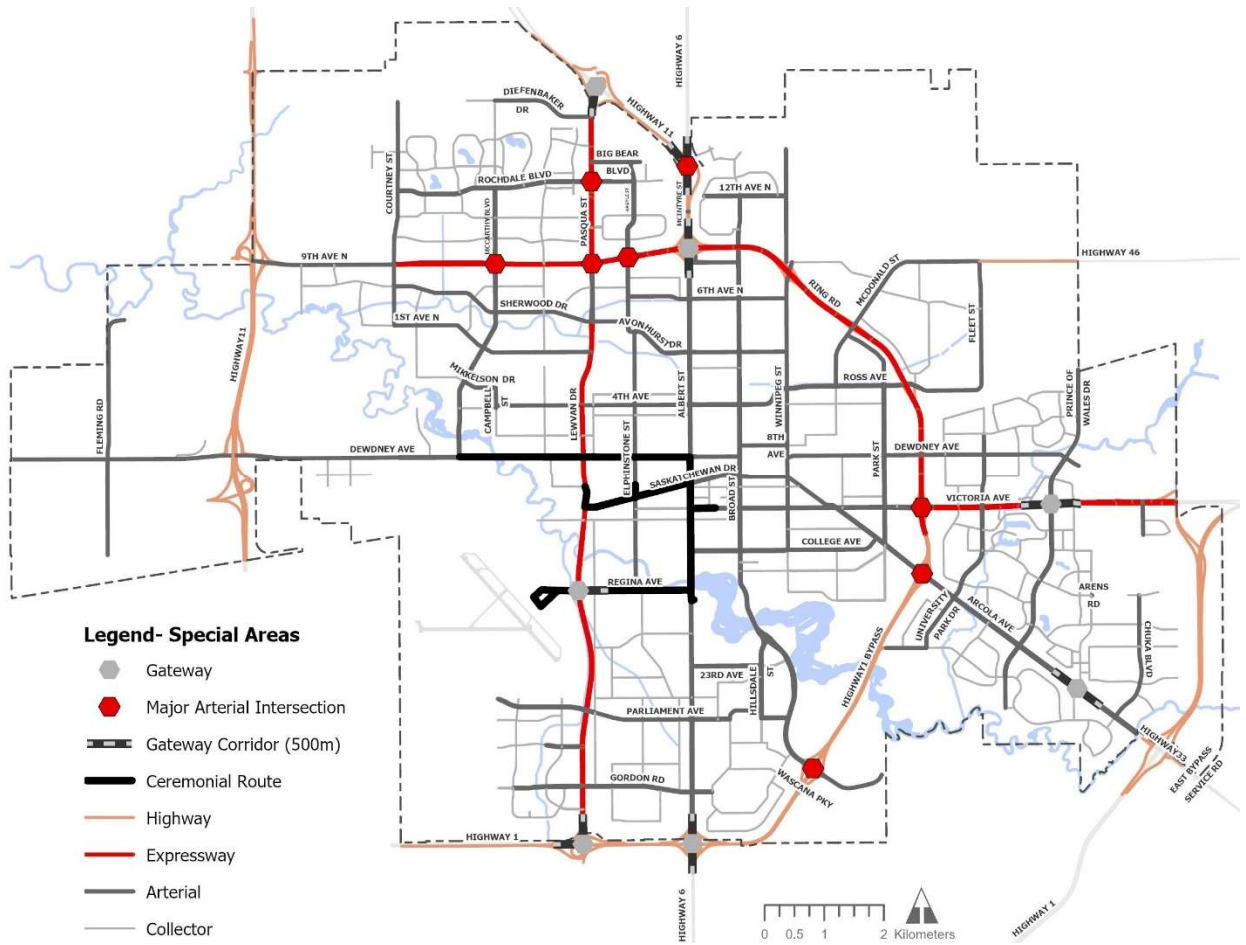 HIGHWAY 6
DIEFENBAKER
DR
HIGHWAY 11
BIG BEAR
BLVD
ROCHDALE BLVD
ARGYLE ST
12TH AVE N
COURTNEY ST
MCCARTHY BLVD
PASQUA ST
MCINTYRE ST
9TH AVE N
HIGHWAY 46
RING RD
MCDONALD ST
SHERWOOD DR
6TH AVE N
FLEET ST
1ST AVE N
AVONHURST DR
HIGHWAY11
MIKKELSON DR
CAMPBELL
ST
LEWVAN DR
4TH AVE
ALBERT ST
WINNIPEG ST
ROSS AVE
PRINCE OF
WALES DR
FLEMING RD
ELPHINSTONE ST
8TH
AVE
PARK ST
DEWDNEY AVE
DEWDNEY AVE
SASKATCHEWAN DR
BROAD ST
VICTORIA AVE
COLLEGE AVE
REGINA AVE
UNIVERSITY
PARK DR
ARCOLA AVE
ARENS
RD
CHUKA BLVD
HIGHWAY1 BYPASS
23RD AVE
HILLSDALE
ST
PARLIAMENT AVE
GORDON RD
WASCANA PKY
HIGHWAY33
EAST BYPASS
SERVICE RD
HIGHWAY 1
HIGHWAY 6
HIGHWAY 1
Legend- Special Areas
Gateway
Major Arterial Intersection
Gateway Corridor (500m)
Ceremonial Route
Highway
Expressway
Arterial
Collector
0 0.5 1 2 Kilometers